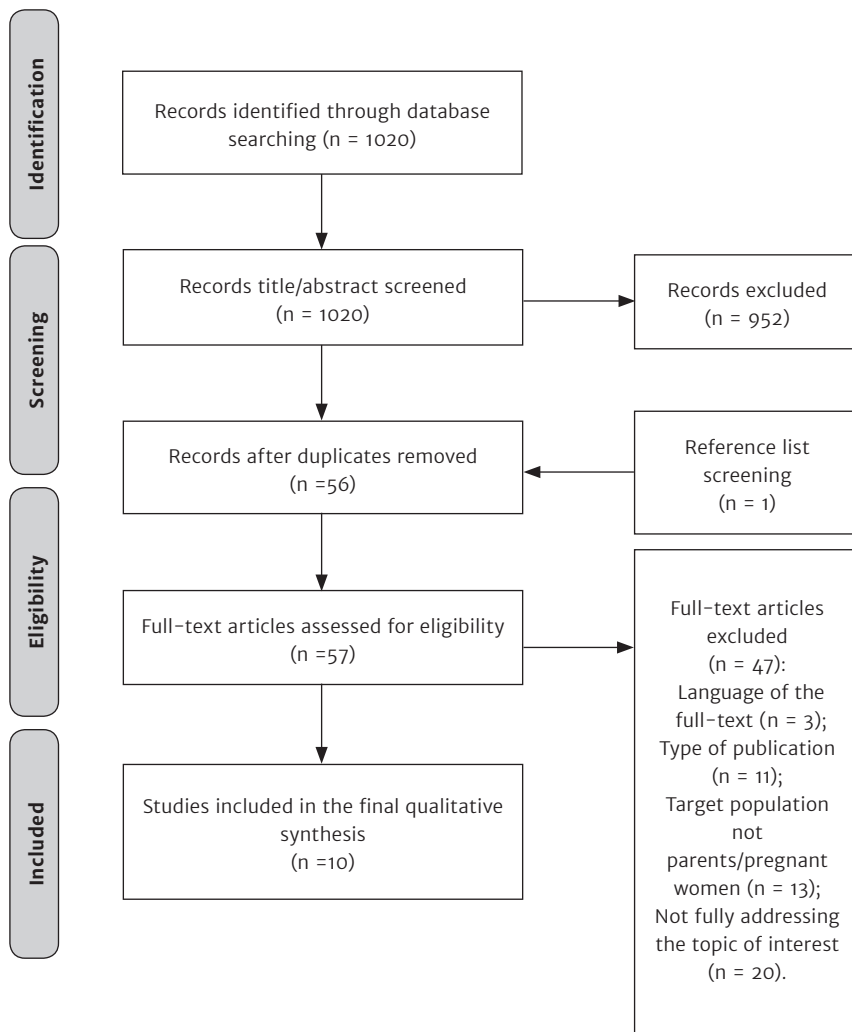 Identification
Records identified through database
searching (n = 1020)
Screening
Records title/abstract screened
(n = 1020)
Records excluded
(n = 952)
Records after duplicates removed
(n =56)
Reference list
screening
(n = 1)
Eligibility
Full-text articles assessed for eligibility
(n =57)
Full-text articles
excluded
(n = 47):
Language of the
full-text (n = 3);
Type of publication
(n = 11);
Target population
not
parents/pregnant
women (n = 13);
Not fully addressing
the topic of interest
(n = 20).
Included
Studies included in the final qualitative
synthesis
(n =10)